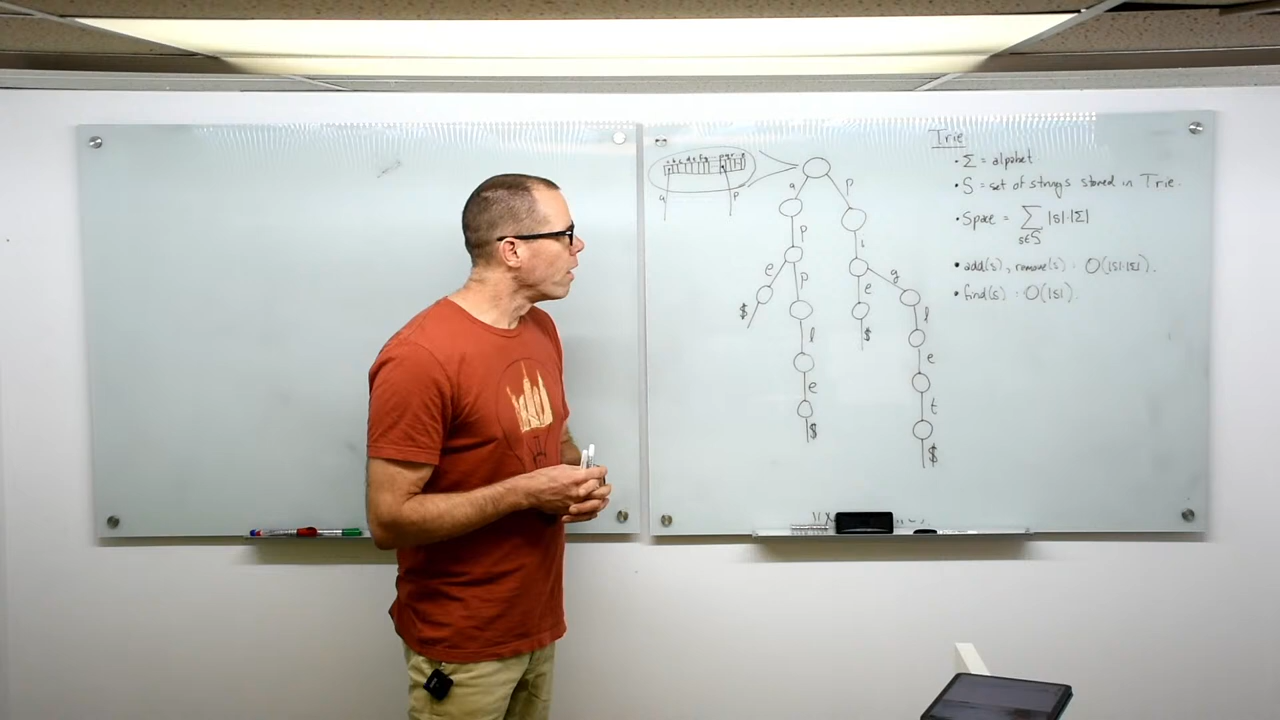 Trie
• Σ = alphabet
• S = set of strings stored in Trie.
• Space = ∑ |s|·|Σ|
s∈S
• add(s), remove(s) : O(|s|·|Σ|).
• find(s) : O(|s|).
a p
a p
p i
e p e g
$ l $ l
e e
$ t
$